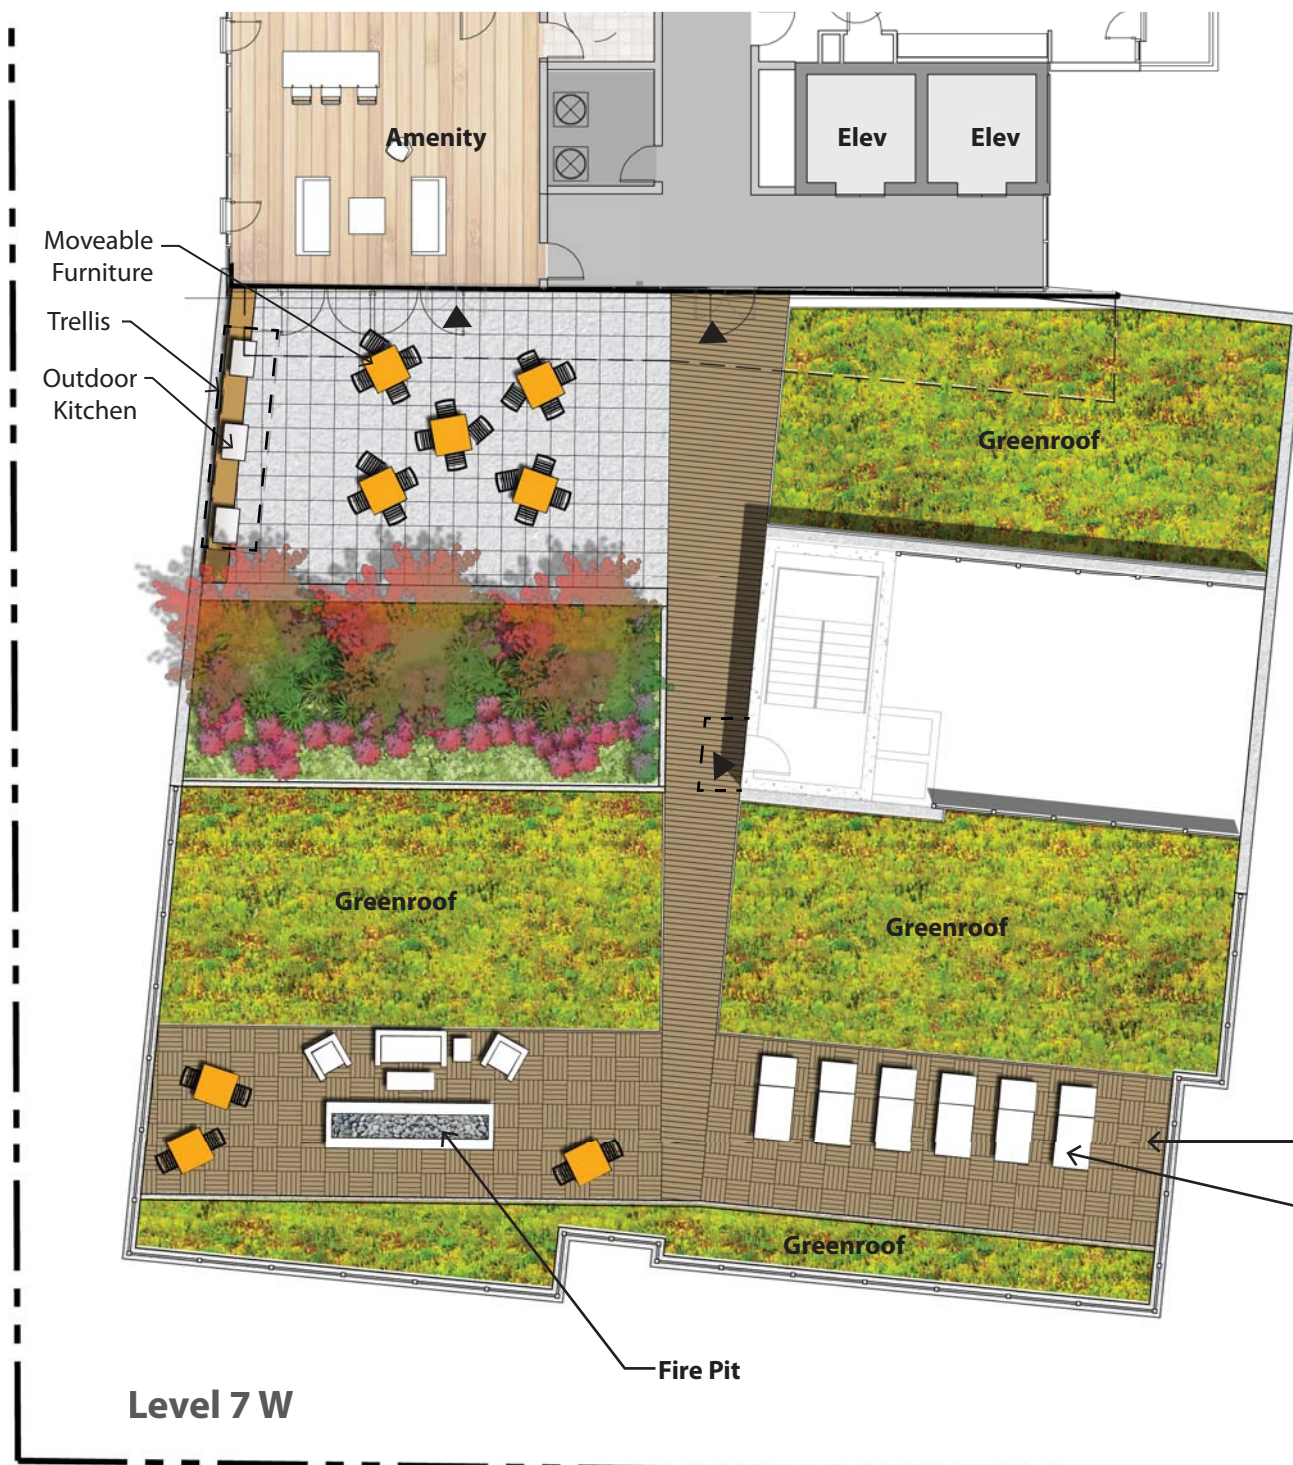 Amenity
Elev
Elev
Moveable
Furniture
Trellis
Outdoor
Kitchen
Greenroof
Greenroof
Greenroof
Greenroof
Fire Pit
Level 7 W